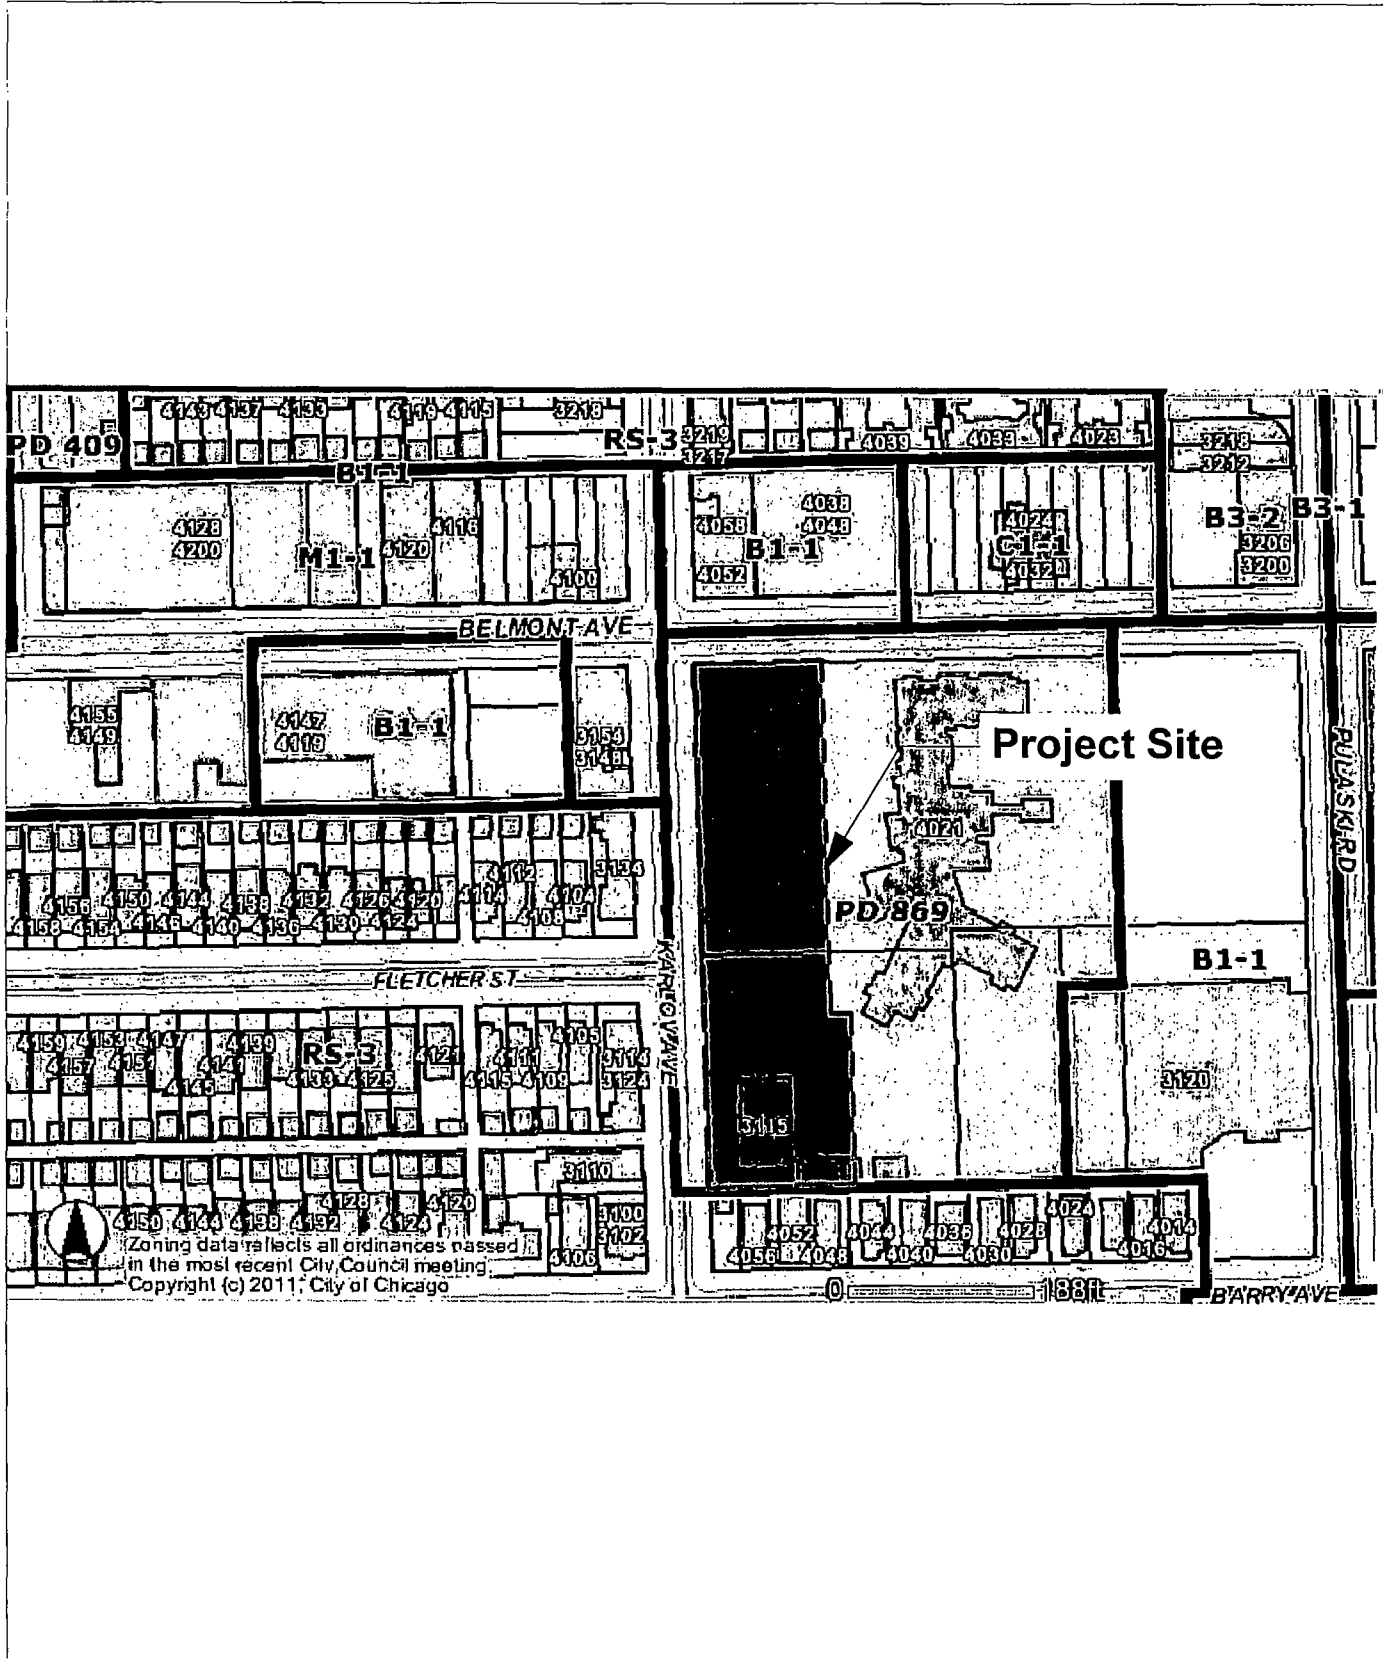 4143 4137 4133 4119 4115 3218
PD 409
RS-3 3219
3217
4039 4033 4023
3218
3212
B1-1
4128
4200
M1-1
4120
4116
4100
4058
4052
4038
4048
B1-1
4024
C1-1
4032
B3-2
B3-1
3206
3200
BELMONT AVE
4155
4149
4147
4119
B1-1
3154
3148
Project Site
PULASKI RD
4021
4158 4156 4154 4150 4146 4144 4140 4138 4136 4132 4130 4126 4124 4120
4114 4112 4108 4104 3134
PD 869
B1-1
FLETCHER ST
KARLOV AVE
4159 4157 4153 4151 4147 4145 4141 4139
RS-3
4133 4125 4121
4115 4111 4109 4105 3114
3124
3120
3115
3110
4150 4144 4138 4132 4128 4124 4120
4106
3100
3102
4056 4052 4048 4044 4040 4036 4030 4028 4024 4016 4014
Zoning data reflects all ordinances passed
in the most recent City Council meeting.
Copyright (c) 2011, City of Chicago
0 188ft
BARRY AVE